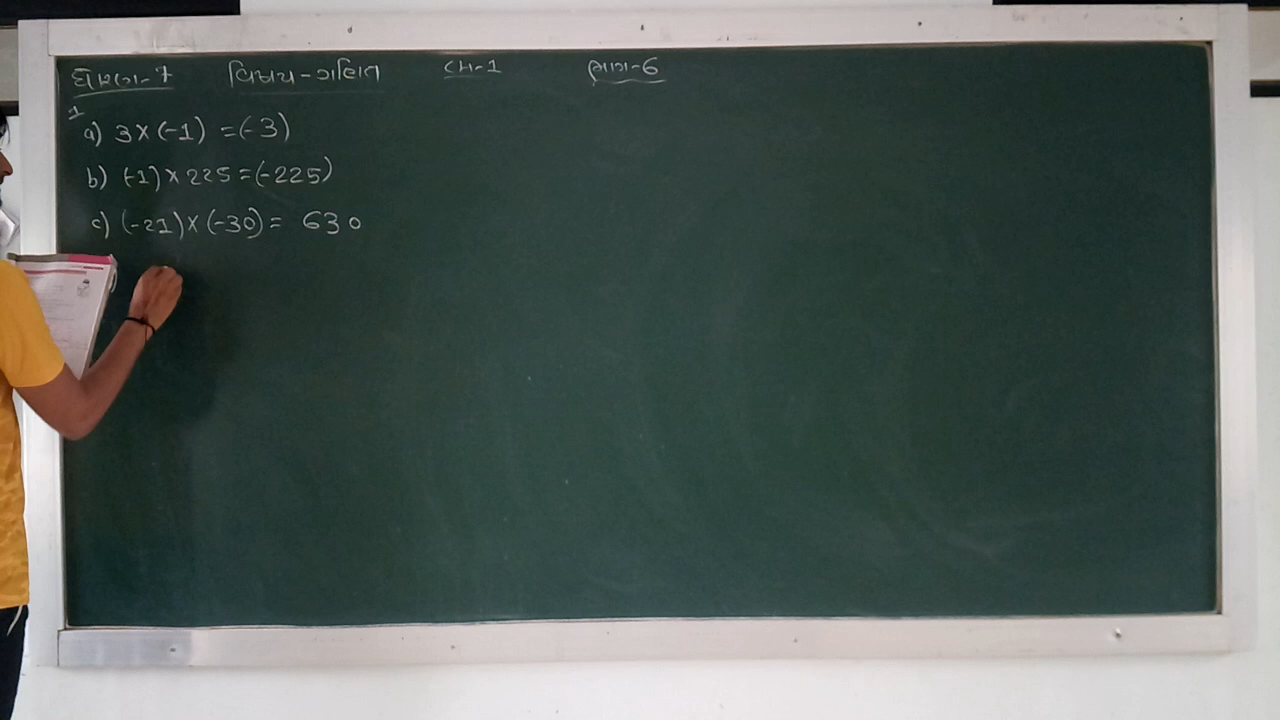 ધોરણ-7 વિષય-ગણિત ch-1 ભાગ-6
1
a) 3×(-1) =(-3)
b) (-1)×225=(-225)
c) (-21)×(-30)= 630